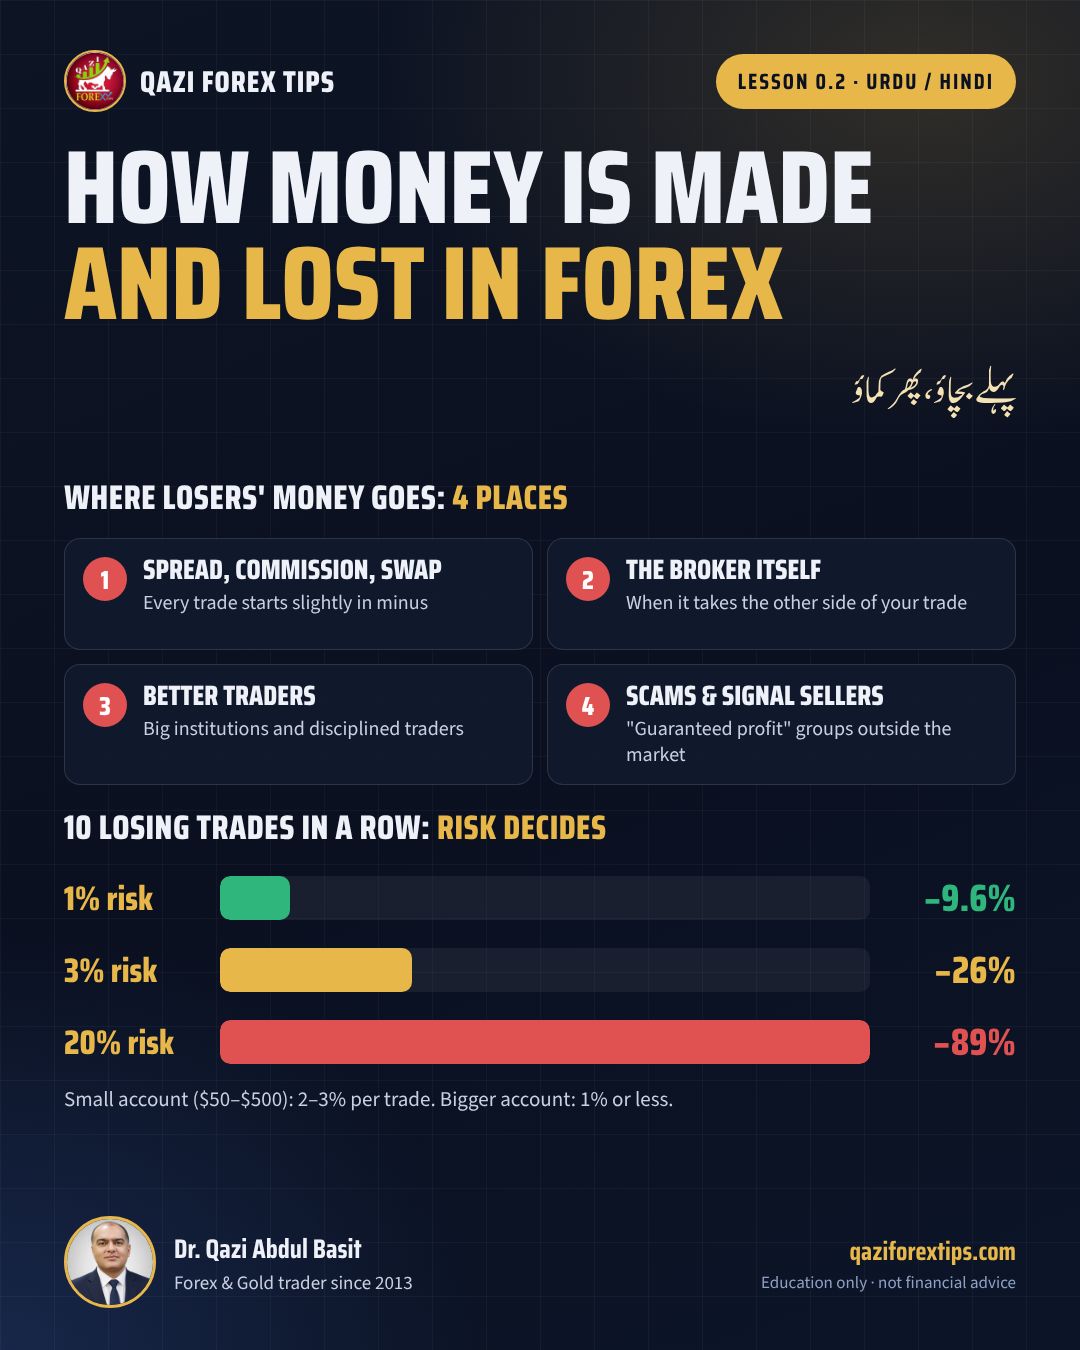 QAZI
FOREX
QAZI FOREX TIPS
LESSON 0.2 · URDU / HINDI
HOW MONEY IS MADE
AND LOST IN FOREX
پہلے بچاؤ، پھر کماؤ
WHERE LOSERS' MONEY GOES: 4 PLACES
1
SPREAD, COMMISSION, SWAP
Every trade starts slightly in minus
2
THE BROKER ITSELF
When it takes the other side of your trade
3
BETTER TRADERS
Big institutions and disciplined traders
4
SCAMS & SIGNAL SELLERS
"Guaranteed profit" groups outside the
market
10 LOSING TRADES IN A ROW: RISK DECIDES
1% risk –9.6%
3% risk –26%
20% risk –89%
Small account ($50–$500): 2–3% per trade. Bigger account: 1% or less.
Dr. Qazi Abdul Basit
Forex & Gold trader since 2013
qaziforextips.com
Education only · not financial advice